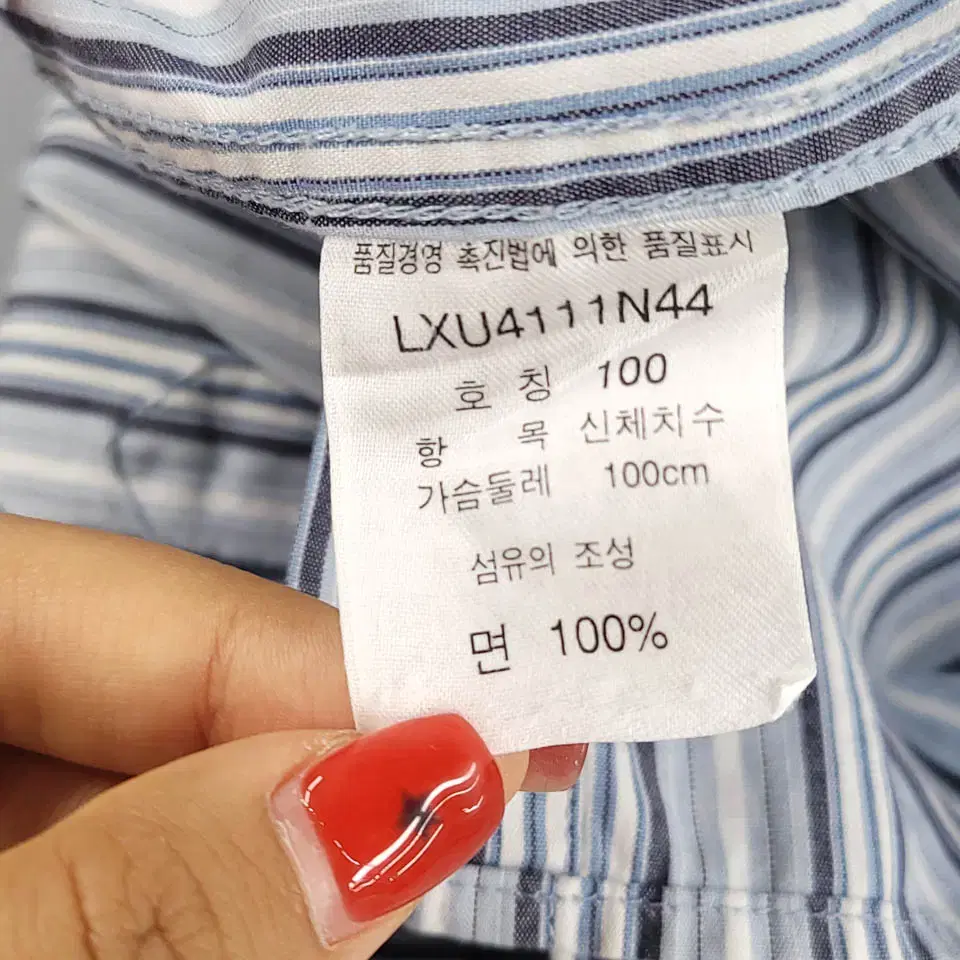 품질경영 촉진법에 의한 품질표시
LXU4111N44
호 칭 100
항 목 신체치수
가슴둘레 100cm
섬유의 조성
면 100%